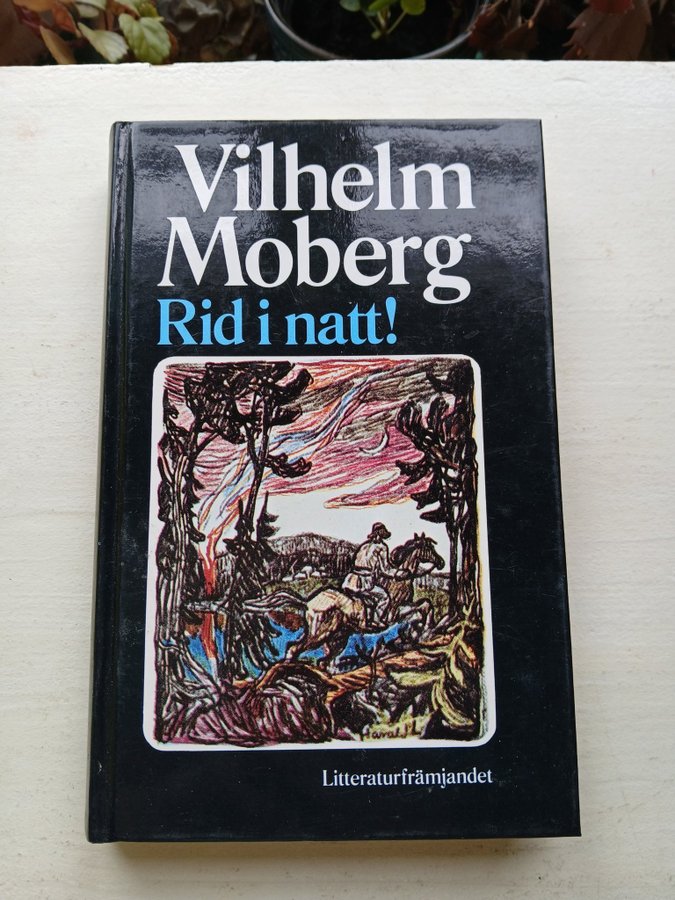 Vilhelm
Moberg
Rid i natt!
Litteraturfrämjandet